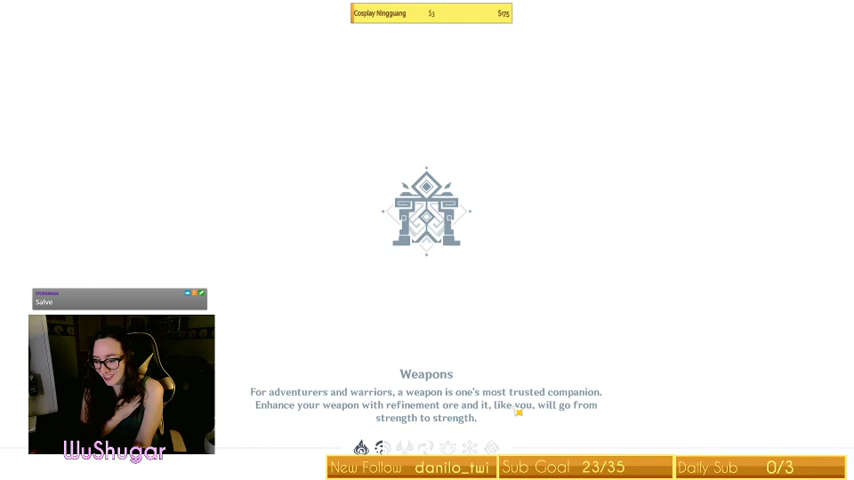 Cosplay Ningguang $3 $175
Salve
Weapons
For adventurers and warriors, a weapon is one's most trusted companion.
Enhance your weapon with refinement ore and it, like you, will go from
strength to strength.
WuShugar
New Follow danilo_twi Sub Goal 23/35 Daily Sub 0/3